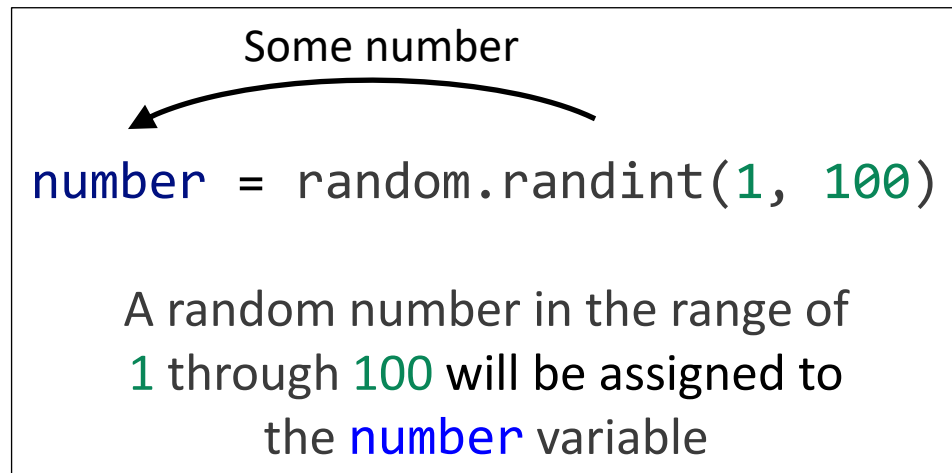 Some number
number = random.randint(1, 100)
A random number in the range of
1 through 100 will be assigned to
the number variable